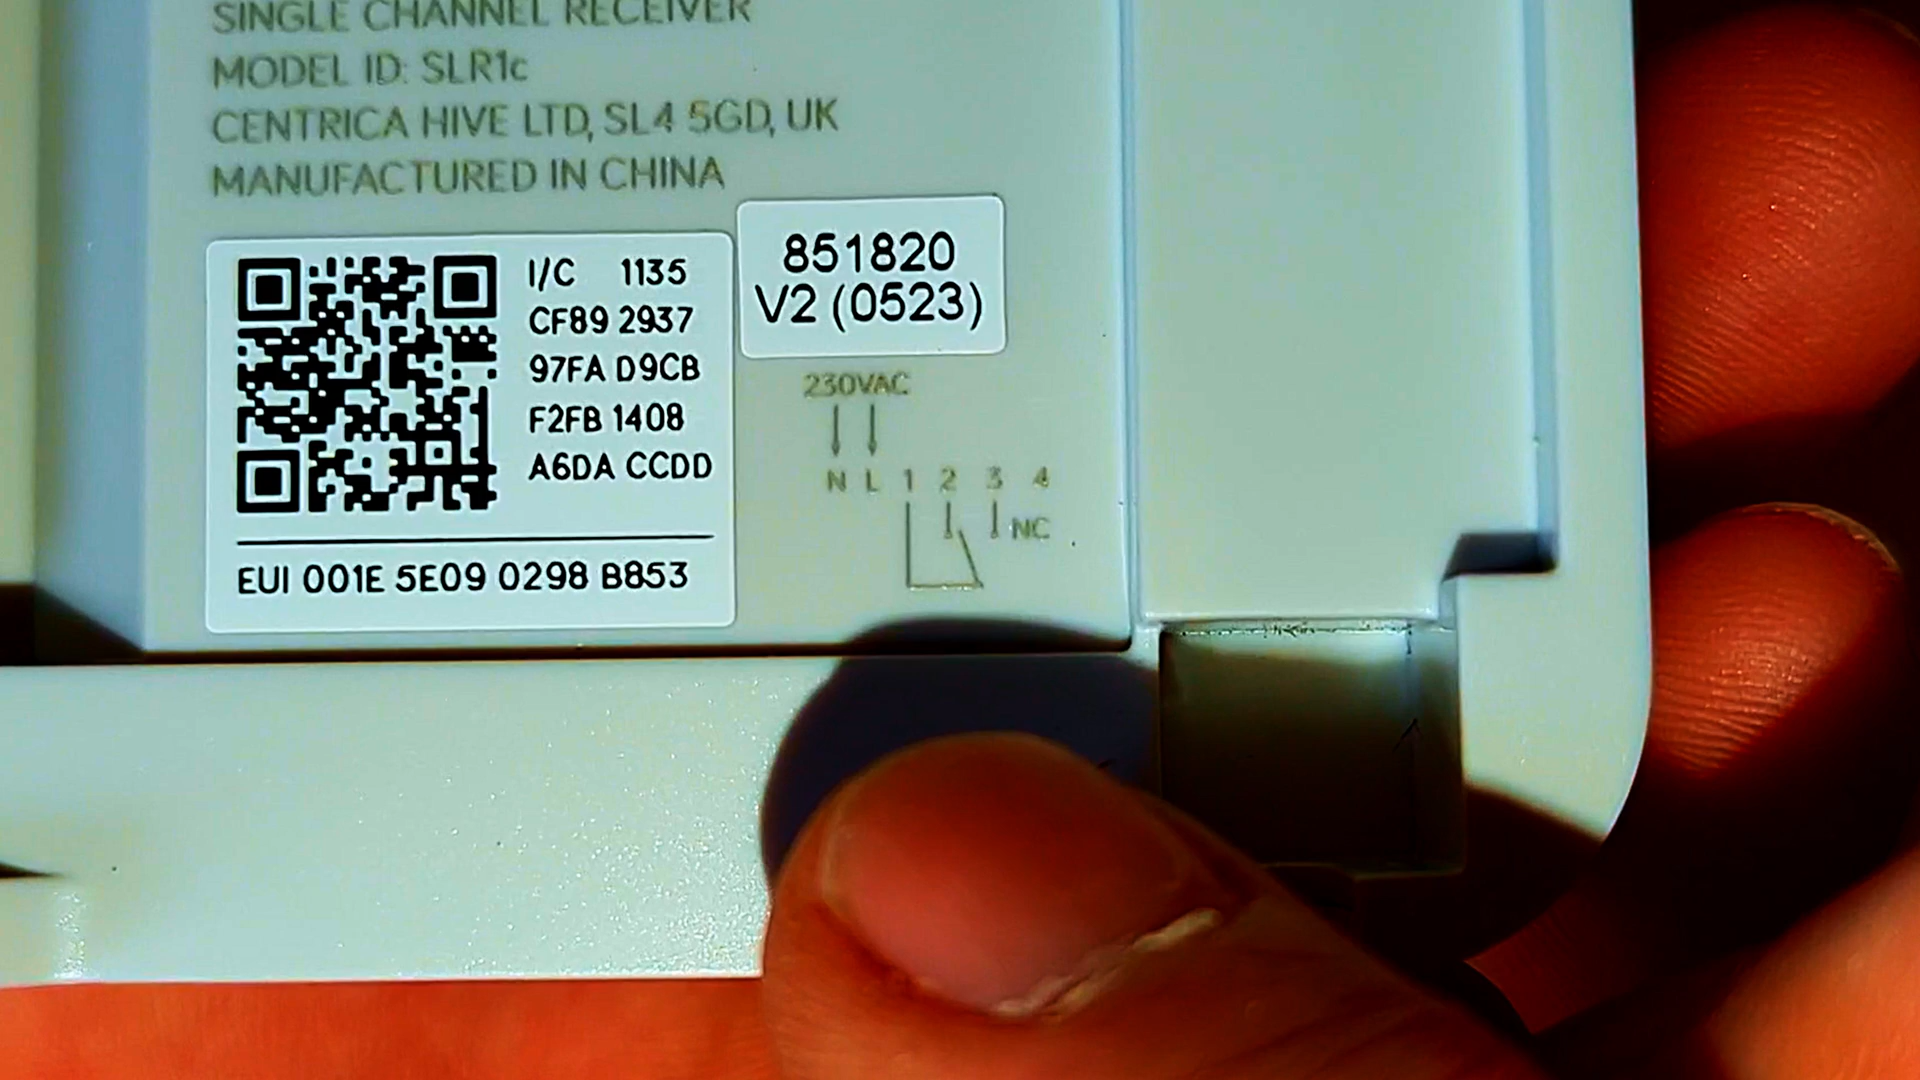 SINGLE CHANNEL RECEIVER
MODEL ID: SLR1c
CENTRICA HIVE LTD, SL4 5GD, UK
MANUFACTURED IN CHINA
I/C 1135
CF89 2937
97FA D9CB
F2FB 1408
A6DA CCDD
EUI 001E 5E09 0298 B853
851820
V2 (0523)
230VAC
N L 1 2 3 4
NC